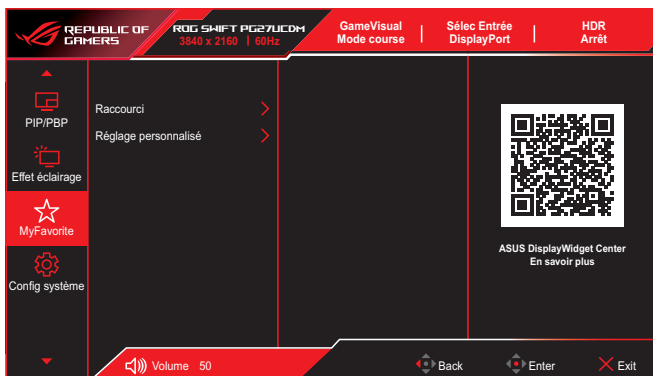 REPUBLIC OF
GAMERS
ROG SWIFT PG27UCDM
3840 x 2160 | 60Hz
GameVisual
Mode course
Sélec Entrée
DisplayPort
HDR
Arrêt
PIP/PBP
Effet éclairage
MyFavorite
Config système
Raccourci
Réglage personnalisé
ASUS DisplayWidget Center
En savoir plus
Volume 50
Back
Enter
Exit